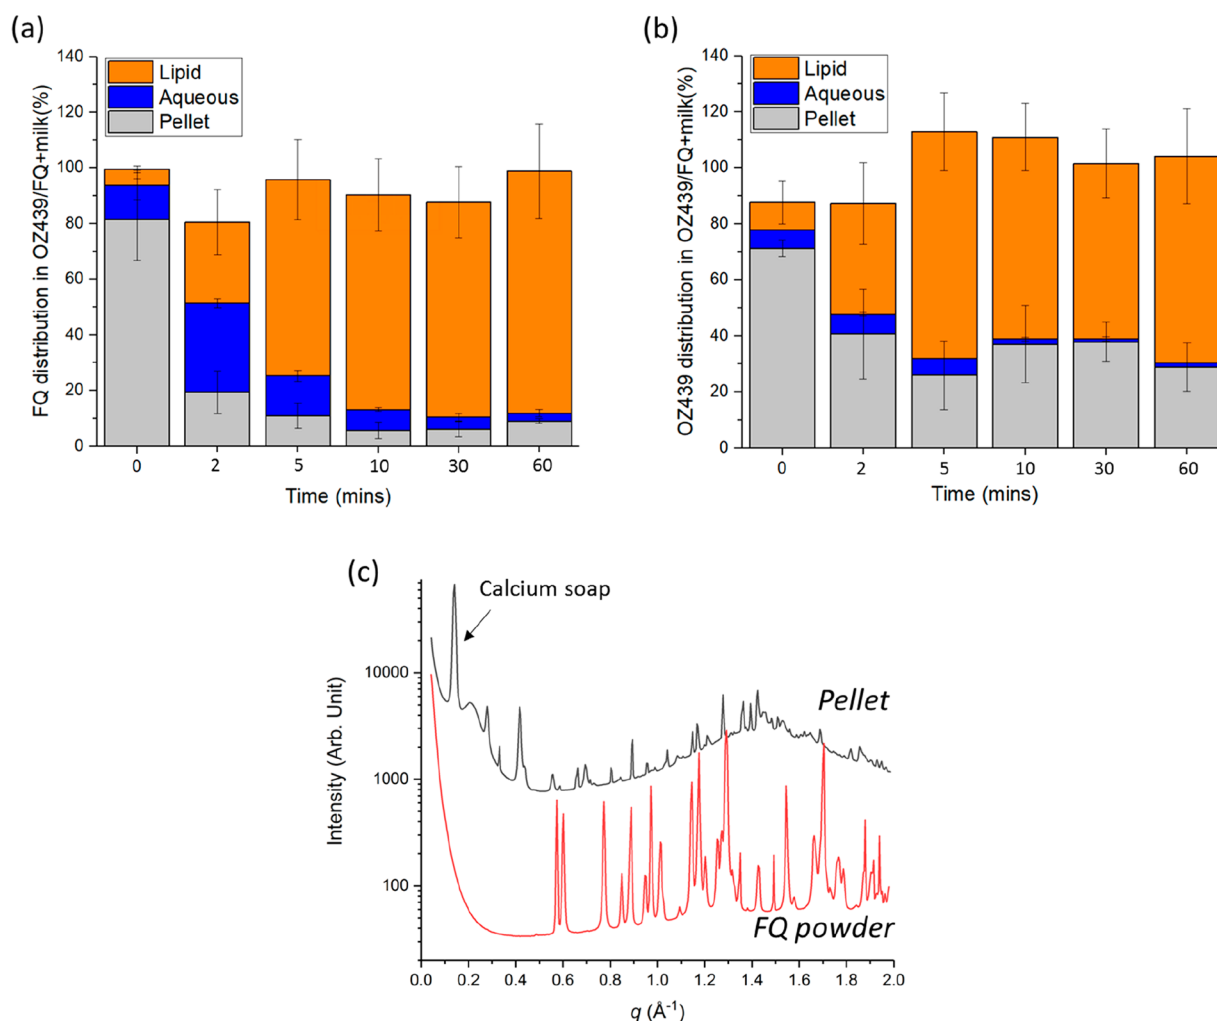 (a)
FQ distribution in OZ439/FQ+milk(%)
140
120
100
80
60
40
20
0
Lipid
Aqueous
Pellet
0 2 5 10 30 60
Time (mins)
(b)
OZ439 distribution in OZ439/FQ+milk(%)
140
120
100
80
60
40
20
0
Lipid
Aqueous
Pellet
0 2 5 10 30 60
Time (mins)
(c)
Intensity (Arb. Unit)
10000
1000
100
Calcium soap
Pellet
FQ powder
0.0 0.2 0.4 0.6 0.8 1.0 1.2 1.4 1.6 1.8 2.0
q (Å⁻¹)